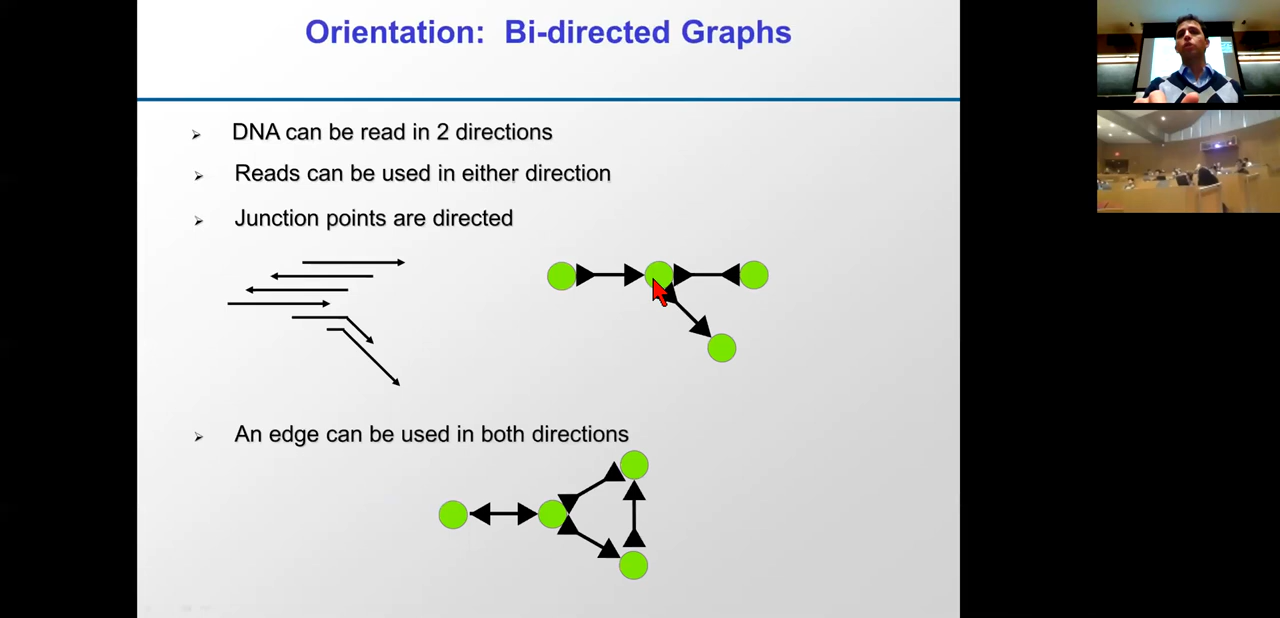 Orientation: Bi-directed Graphs
DNA can be read in 2 directions
Reads can be used in either direction
Junction points are directed
An edge can be used in both directions